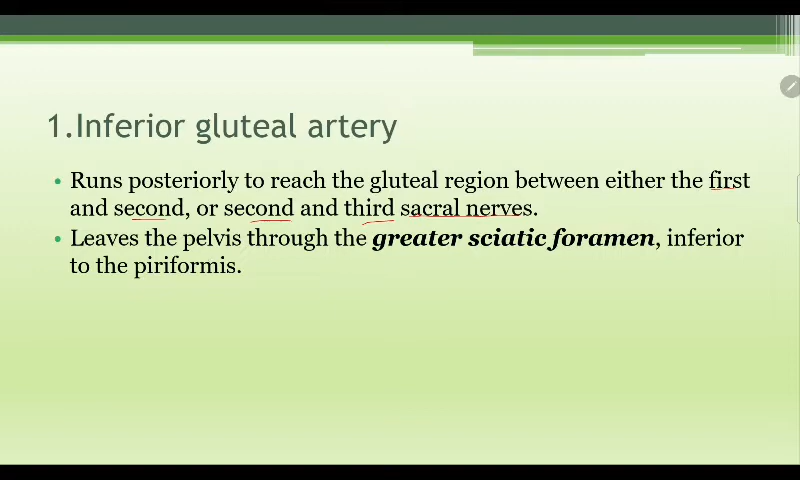 1.Inferior gluteal artery
• Runs posteriorly to reach the gluteal region between either the first
and second, or second and third sacral nerves.
• Leaves the pelvis through the greater sciatic foramen, inferior
to the piriformis.